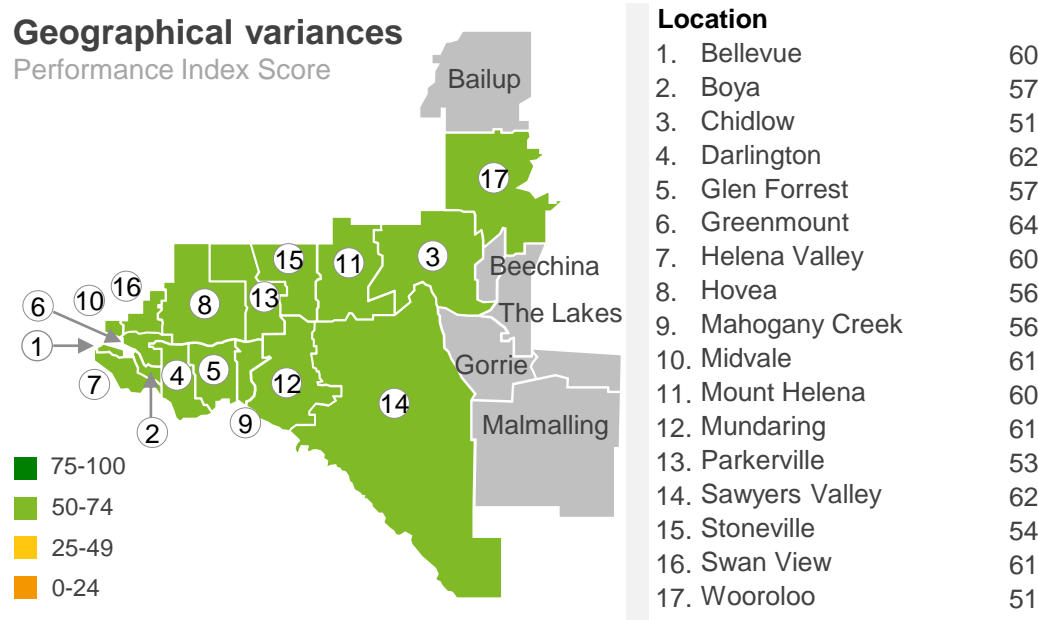 Geographical variances
Performance Index Score
Bailup
17
Beechina
The Lakes
Gorrie
Malmalling
3
11
15
13
8
16
10
6
1
7
2
4
5
9
12
14
75-100
50-74
25-49
0-24
Location
1. Bellevue 60
2. Boya 57
3. Chidlow 51
4. Darlington 62
5. Glen Forrest 57
6. Greenmount 64
7. Helena Valley 60
8. Hovea 56
9. Mahogany Creek 56
10. Midvale 61
11. Mount Helena 60
12. Mundaring 61
13. Parkerville 53
14. Sawyers Valley 62
15. Stoneville 54
16. Swan View 61
17. Wooroloo 51